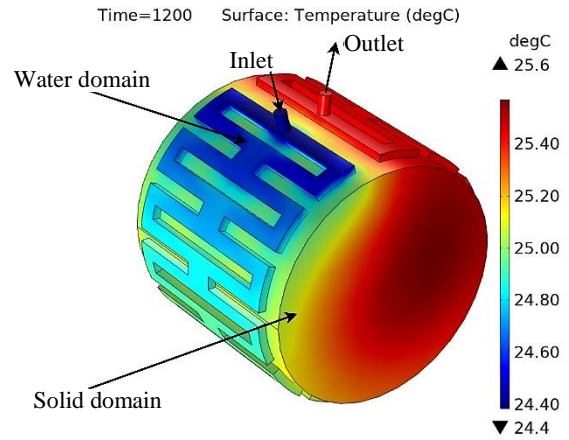 Time=1200 Surface: Temperature (degC)
Outlet
Inlet
Water domain
Solid domain
degC
▲ 25.6
25.40
25.20
25.00
24.80
24.60
24.40
▼ 24.4